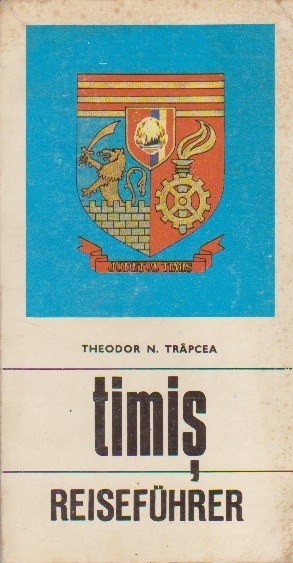 JUDEȚUL TIMIȘ
THEODOR N. TRÂPCEA
timiș
REISEFÜHRER